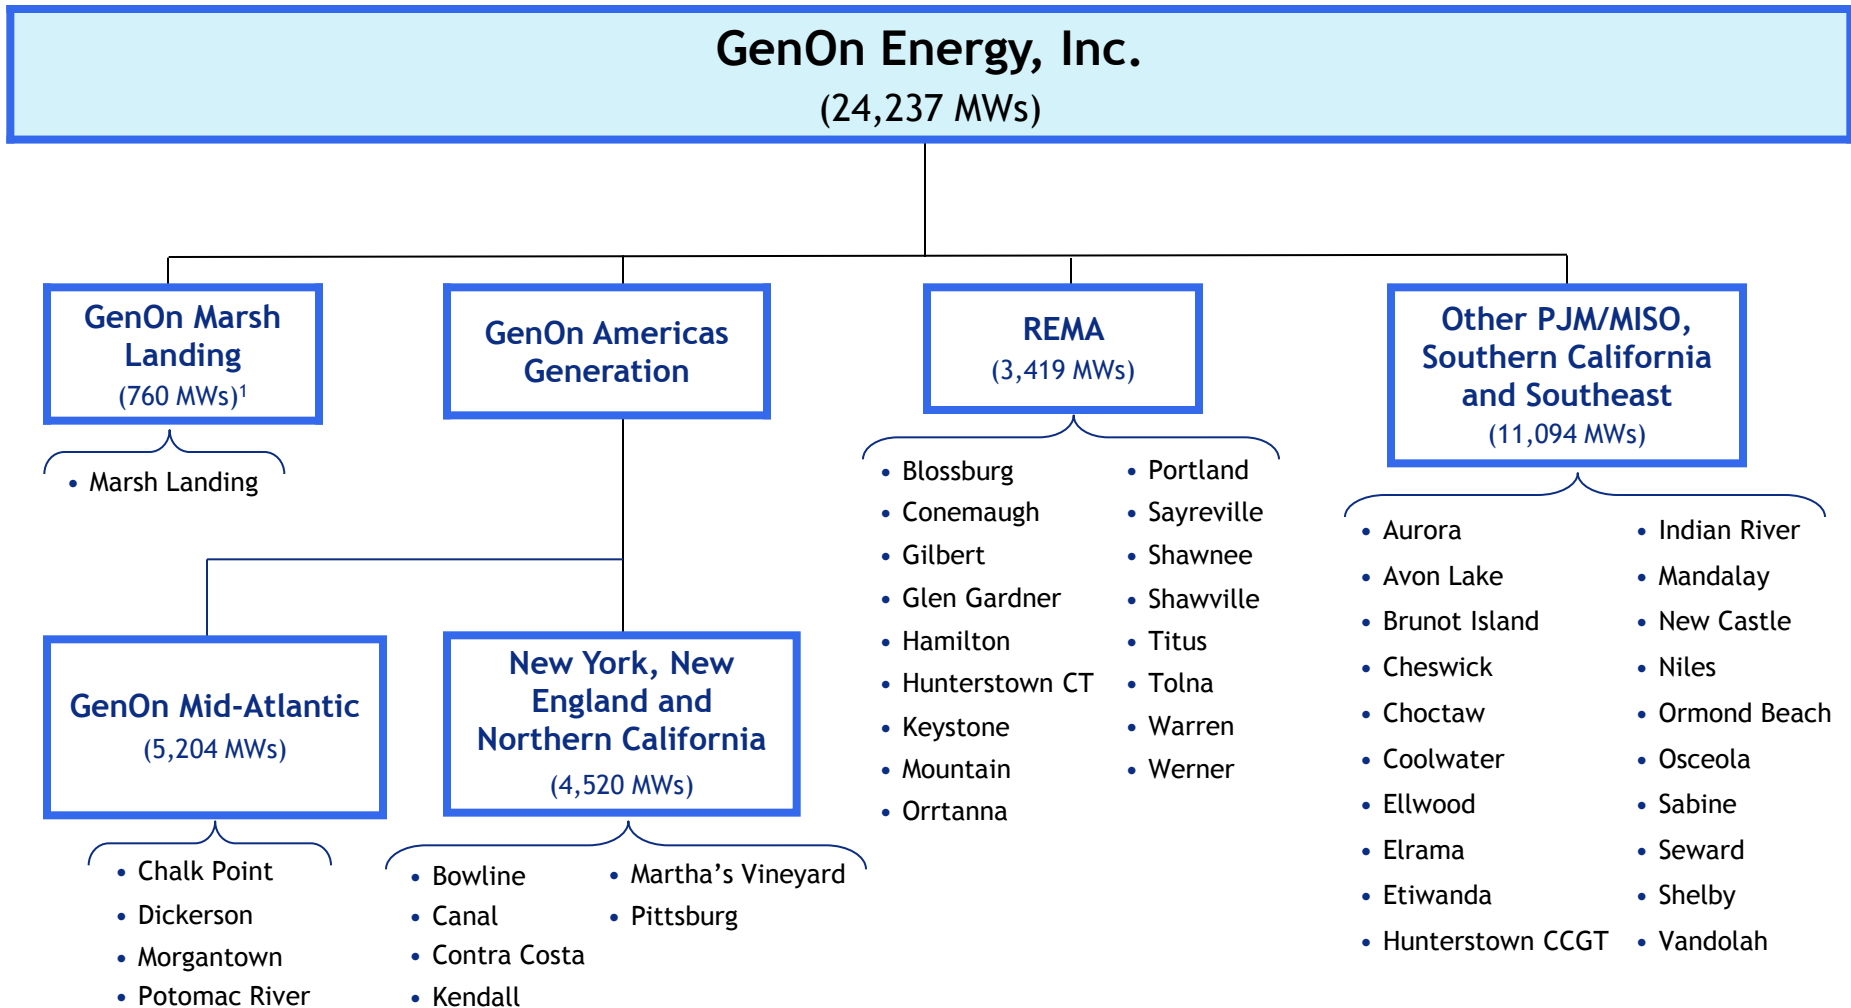 GenOn Energy, Inc.
(24,237 MWs)
GenOn Marsh
Landing
(760 MWs)¹
• Marsh Landing
GenOn Americas
Generation
GenOn Mid-Atlantic
(5,204 MWs)
• Chalk Point
• Dickerson
• Morgantown
• Potomac River
New York, New
England and
Northern California
(4,520 MWs)
• Bowline
• Canal
• Contra Costa
• Kendall
• Martha’s Vineyard
• Pittsburg
REMA
(3,419 MWs)
• Blossburg
• Conemaugh
• Gilbert
• Glen Gardner
• Hamilton
• Hunterstown CT
• Keystone
• Mountain
• Orrtanna
• Portland
• Sayreville
• Shawnee
• Shawville
• Titus
• Tolna
• Warren
• Werner
Other PJM/MISO,
Southern California
and Southeast
(11,094 MWs)
• Aurora
• Avon Lake
• Brunot Island
• Cheswick
• Choctaw
• Coolwater
• Ellwood
• Elrama
• Etiwanda
• Hunterstown CCGT
• Indian River
• Mandalay
• New Castle
• Niles
• Ormond Beach
• Osceola
• Sabine
• Seward
• Shelby
• Vandolah